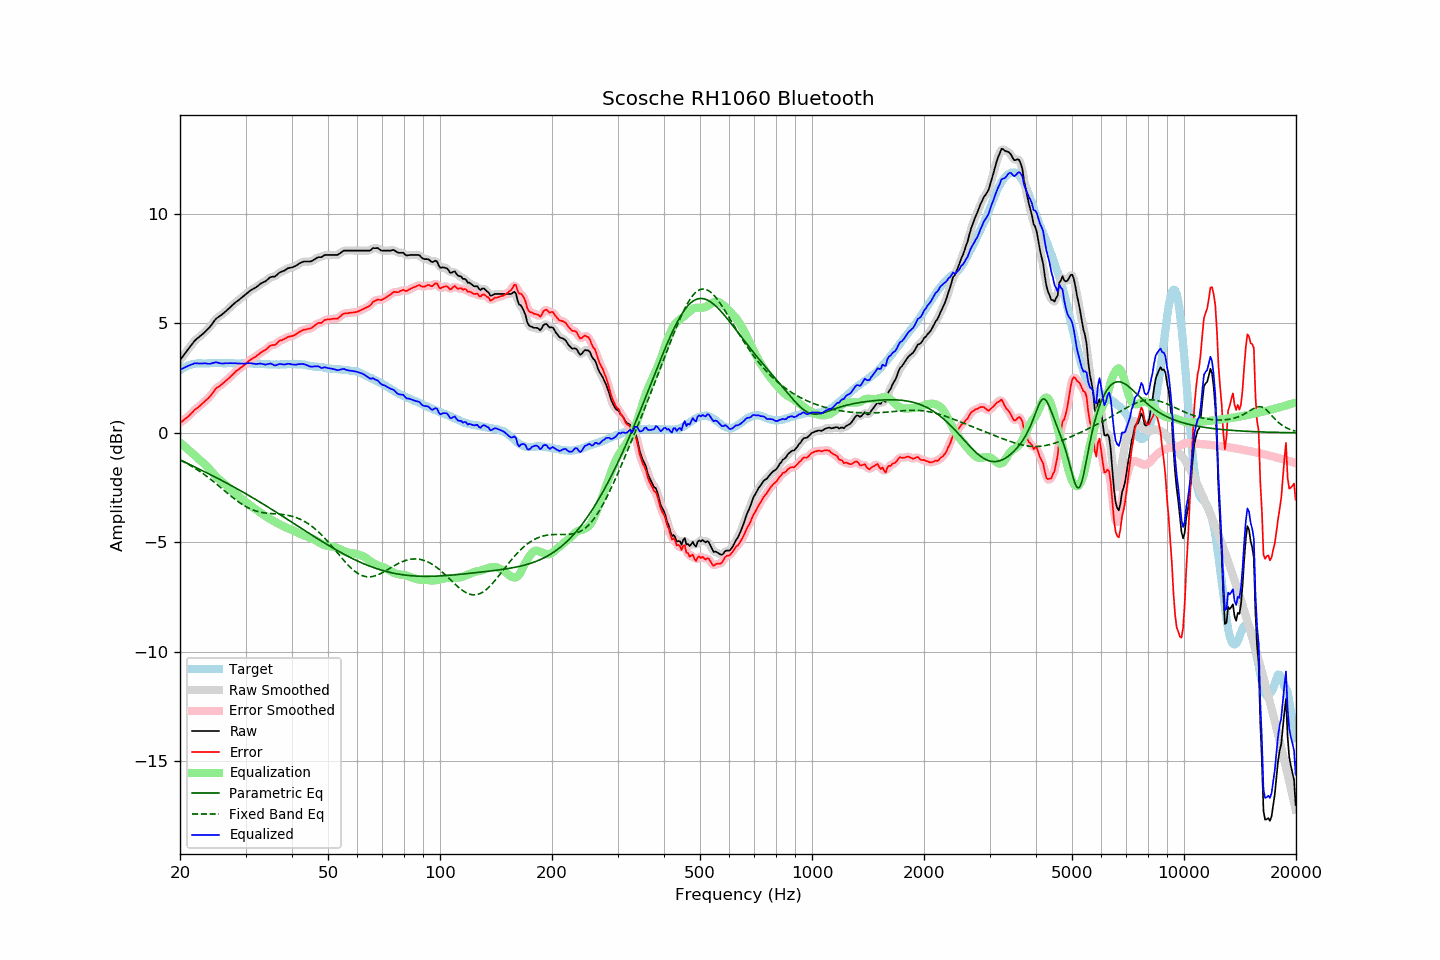 Scosche RH1060 Bluetooth
10
5
0
−5
−10
−15
Amplitude (dBr)
Target
Raw Smoothed
Error Smoothed
Raw
Error
Equalization
Parametric Eq
Fixed Band Eq
Equalized
20 50 100 200 500 1000 2000 5000 10000 20000
Frequency (Hz)